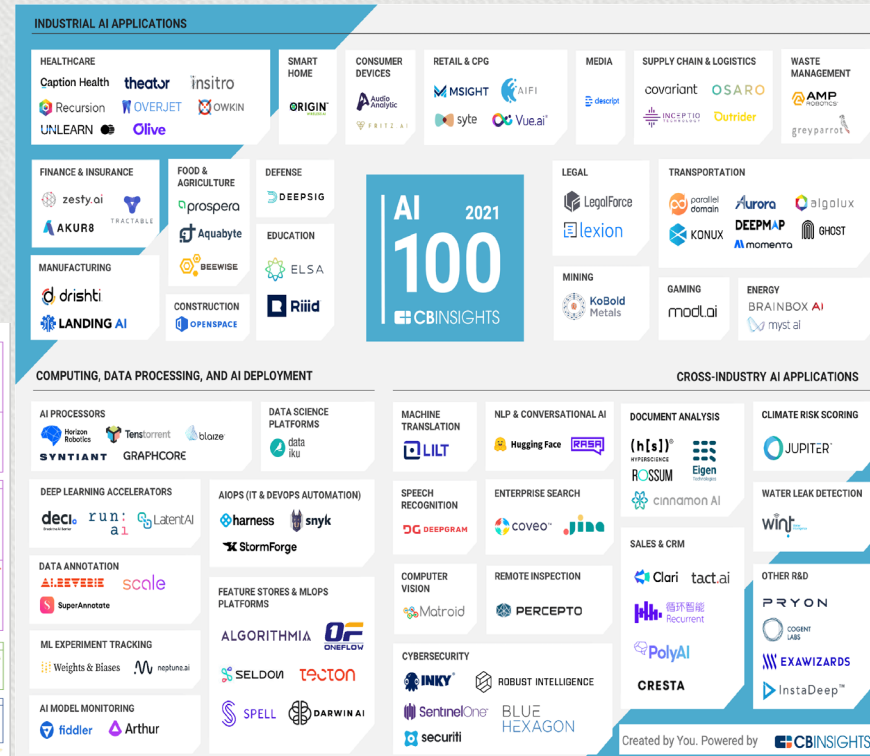 INDUSTRIAL AI APPLICATIONS
HEALTHCARE
Caption Health theator insitro
Recursion OVERJET OWKIN
UNLEARN Olive
SMART
HOME
ORIGIN
CONSUMER
DEVICES
Audio
Analytic
FRITZ AI
RETAIL & CPG
MSIGHT AIFI
syte Vue.ai
MEDIA
descript
SUPPLY CHAIN & LOGISTICS
covariant OSARO
INCEPTIO
TECHNOLOGY
Outrider
WASTE
MANAGEMENT
AMP
ROBOTICS
greyparrot
FINANCE & INSURANCE
zesty.ai
TRACTABLE
AKUR8
FOOD &
AGRICULTURE
prospera
Aquabyte
BEEWISE
DEFENSE
DEEPSIG
EDUCATION
ELSA
Riiid
MANUFACTURING
drishti
LANDING AI
CONSTRUCTION
OPENSPACE
AI 2021
100
CBINSIGHTS
LEGAL
LegalForce
lexion
TRANSPORTATION
parallel
domain
Aurora
algolux
KONUX
DEEPMAP
momenta
GHOST
MINING
KoBold
Metals
GAMING
modl.ai
ENERGY
BRAINBOX AI
myst ai
COMPUTING, DATA PROCESSING, AND AI DEPLOYMENT
AI PROCESSORS
Horizon
Robotics
Tenstorrent
blaize
SYNTIANT GRAPHCORE
DATA SCIENCE
PLATFORMS
data
iku
DEEP LEARNING ACCELERATORS
deci.
run:
ai
LatentAI
AIOPS (IT & DEVOPS AUTOMATION)
harness snyk
StormForge
DATA ANNOTATION
AI.REVERIE scale
SuperAnnotate
FEATURE STORES & MLOPS
PLATFORMS
ALGORITHMIA
ONEFLOW
SELDON TECTON
SPELL DARWINAI
ML EXPERIMENT TRACKING
Weights & Biases neptune.ai
AI MODEL MONITORING
fiddler Arthur
CROSS-INDUSTRY AI APPLICATIONS
MACHINE
TRANSLATION
LILT
NLP & CONVERSATIONAL AI
Hugging Face RASA
DOCUMENT ANALYSIS
(h[s])
HYPERSCIENCE
ROSSUM
Eigen
Technologies
cinnamon AI
CLIMATE RISK SCORING
JUPITER
SPEECH
RECOGNITION
DEEPGRAM
ENTERPRISE SEARCH
coveo™ jina
WATER LEAK DETECTION
wint
COMPUTER
VISION
Matroid
REMOTE INSPECTION
PERCEPTO
SALES & CRM
Clari tact.ai
循环智能
Recurrent
PolyAI
CRESTA
OTHER R&D
PRYON
COGENT
LABS
EXAWIZARDS
InstaDeep™
CYBERSECURITY
INKY ROBUST INTELLIGENCE
SentinelOne
BLUE
HEXAGON
securiti
Created by You. Powered by CBINSIGHTS